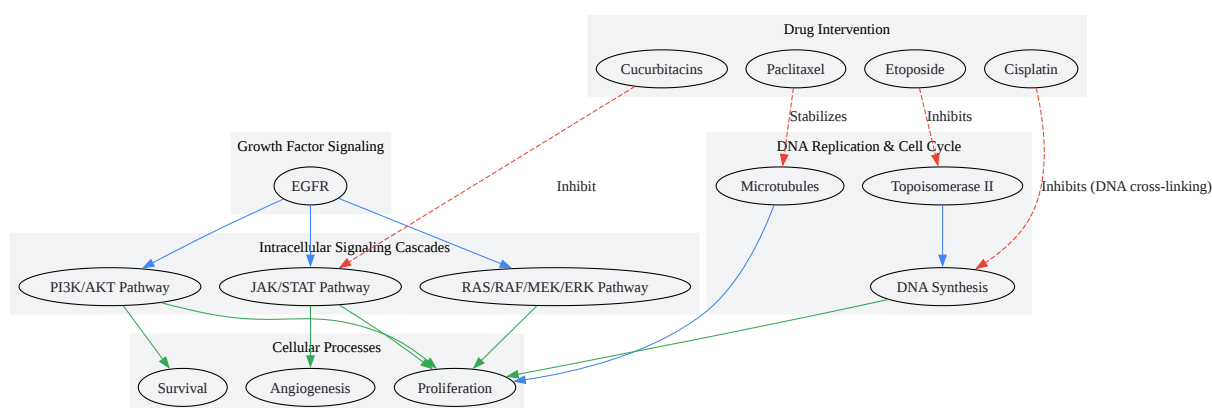 Drug Intervention
Cucurbitacins
Paclitaxel
Etoposide
Cisplatin
Stabilizes
Inhibits
Growth Factor Signaling
DNA Replication & Cell Cycle
EGFR
Inhibit
Microtubules
Topoisomerase II
Inhibits (DNA cross-linking)
Intracellular Signaling Cascades
PI3K/AKT Pathway
JAK/STAT Pathway
RAS/RAF/MEK/ERK Pathway
DNA Synthesis
Cellular Processes
Survival
Angiogenesis
Proliferation